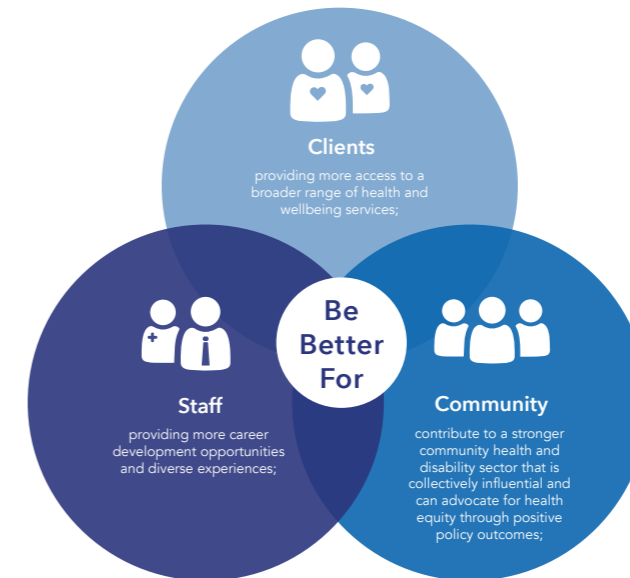 Clients
providing more access to a
broader range of health and
wellbeing services;
Be
Better
For
Staff
providing more career
development opportunities
and diverse experiences;
Community
contribute to a stronger
community health and
disability sector that is
collectively influential and
can advocate for health
equity through positive
policy outcomes;